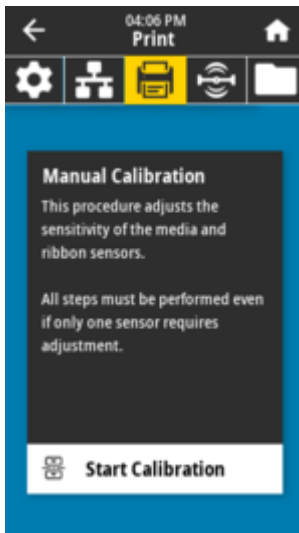 04:06 PM
Print
Manual Calibration
This procedure adjusts the
sensitivity of the media and
ribbon sensors.
All steps must be performed even
if only one sensor requires
adjustment.
Start Calibration